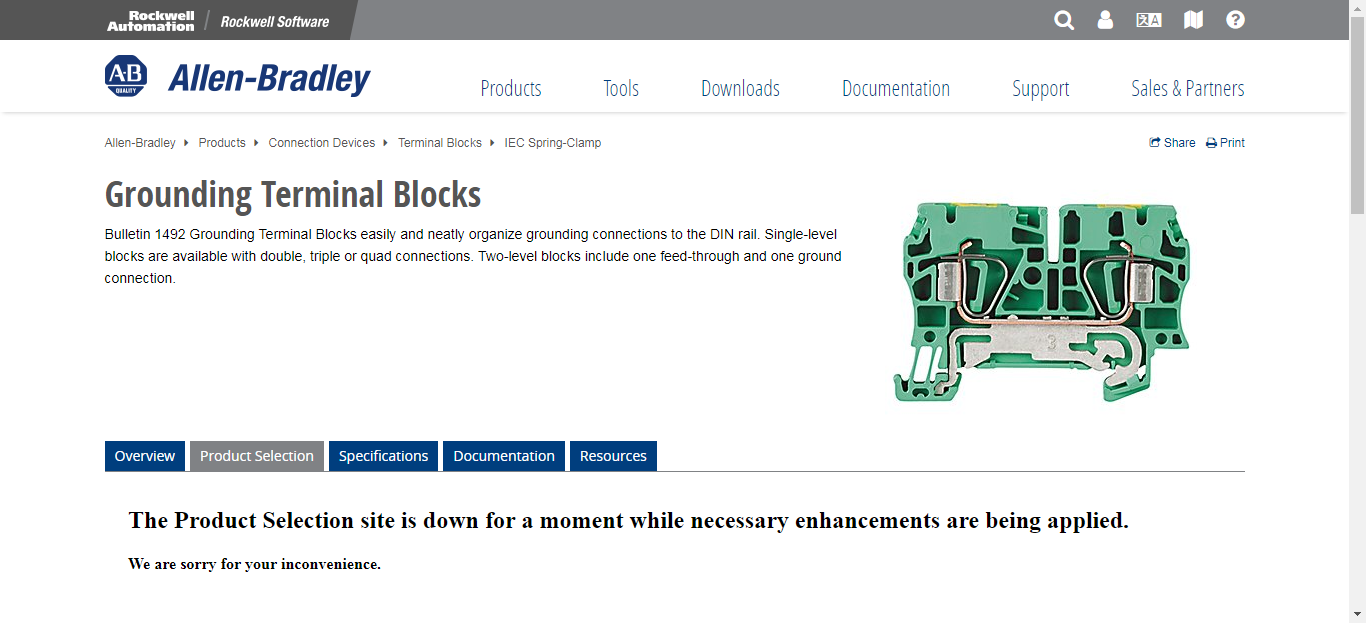 Rockwell Automation
Rockwell Software
A-B
QUALITY
Allen-Bradley
Products
Tools
Downloads
Documentation
Support
Sales & Partners
Allen-Bradley
Products
Connection Devices
Terminal Blocks
IEC Spring-Clamp
Share
Print
Grounding Terminal Blocks
Bulletin 1492 Grounding Terminal Blocks easily and neatly organize grounding connections to the DIN rail. Single-level
blocks are available with double, triple or quad connections. Two-level blocks include one feed-through and one ground
connection.
3
Overview
Product Selection
Specifications
Documentation
Resources
The Product Selection site is down for a moment while necessary enhancements are being applied.
We are sorry for your inconvenience.